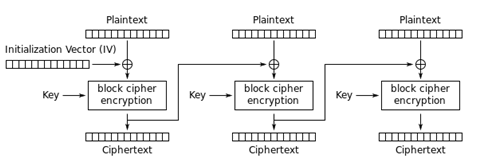 Plaintext
Plaintext
Plaintext
Initialization Vector (IV)
Key
block cipher
encryption
Key
block cipher
encryption
Key
block cipher
encryption
Ciphertext
Ciphertext
Ciphertext